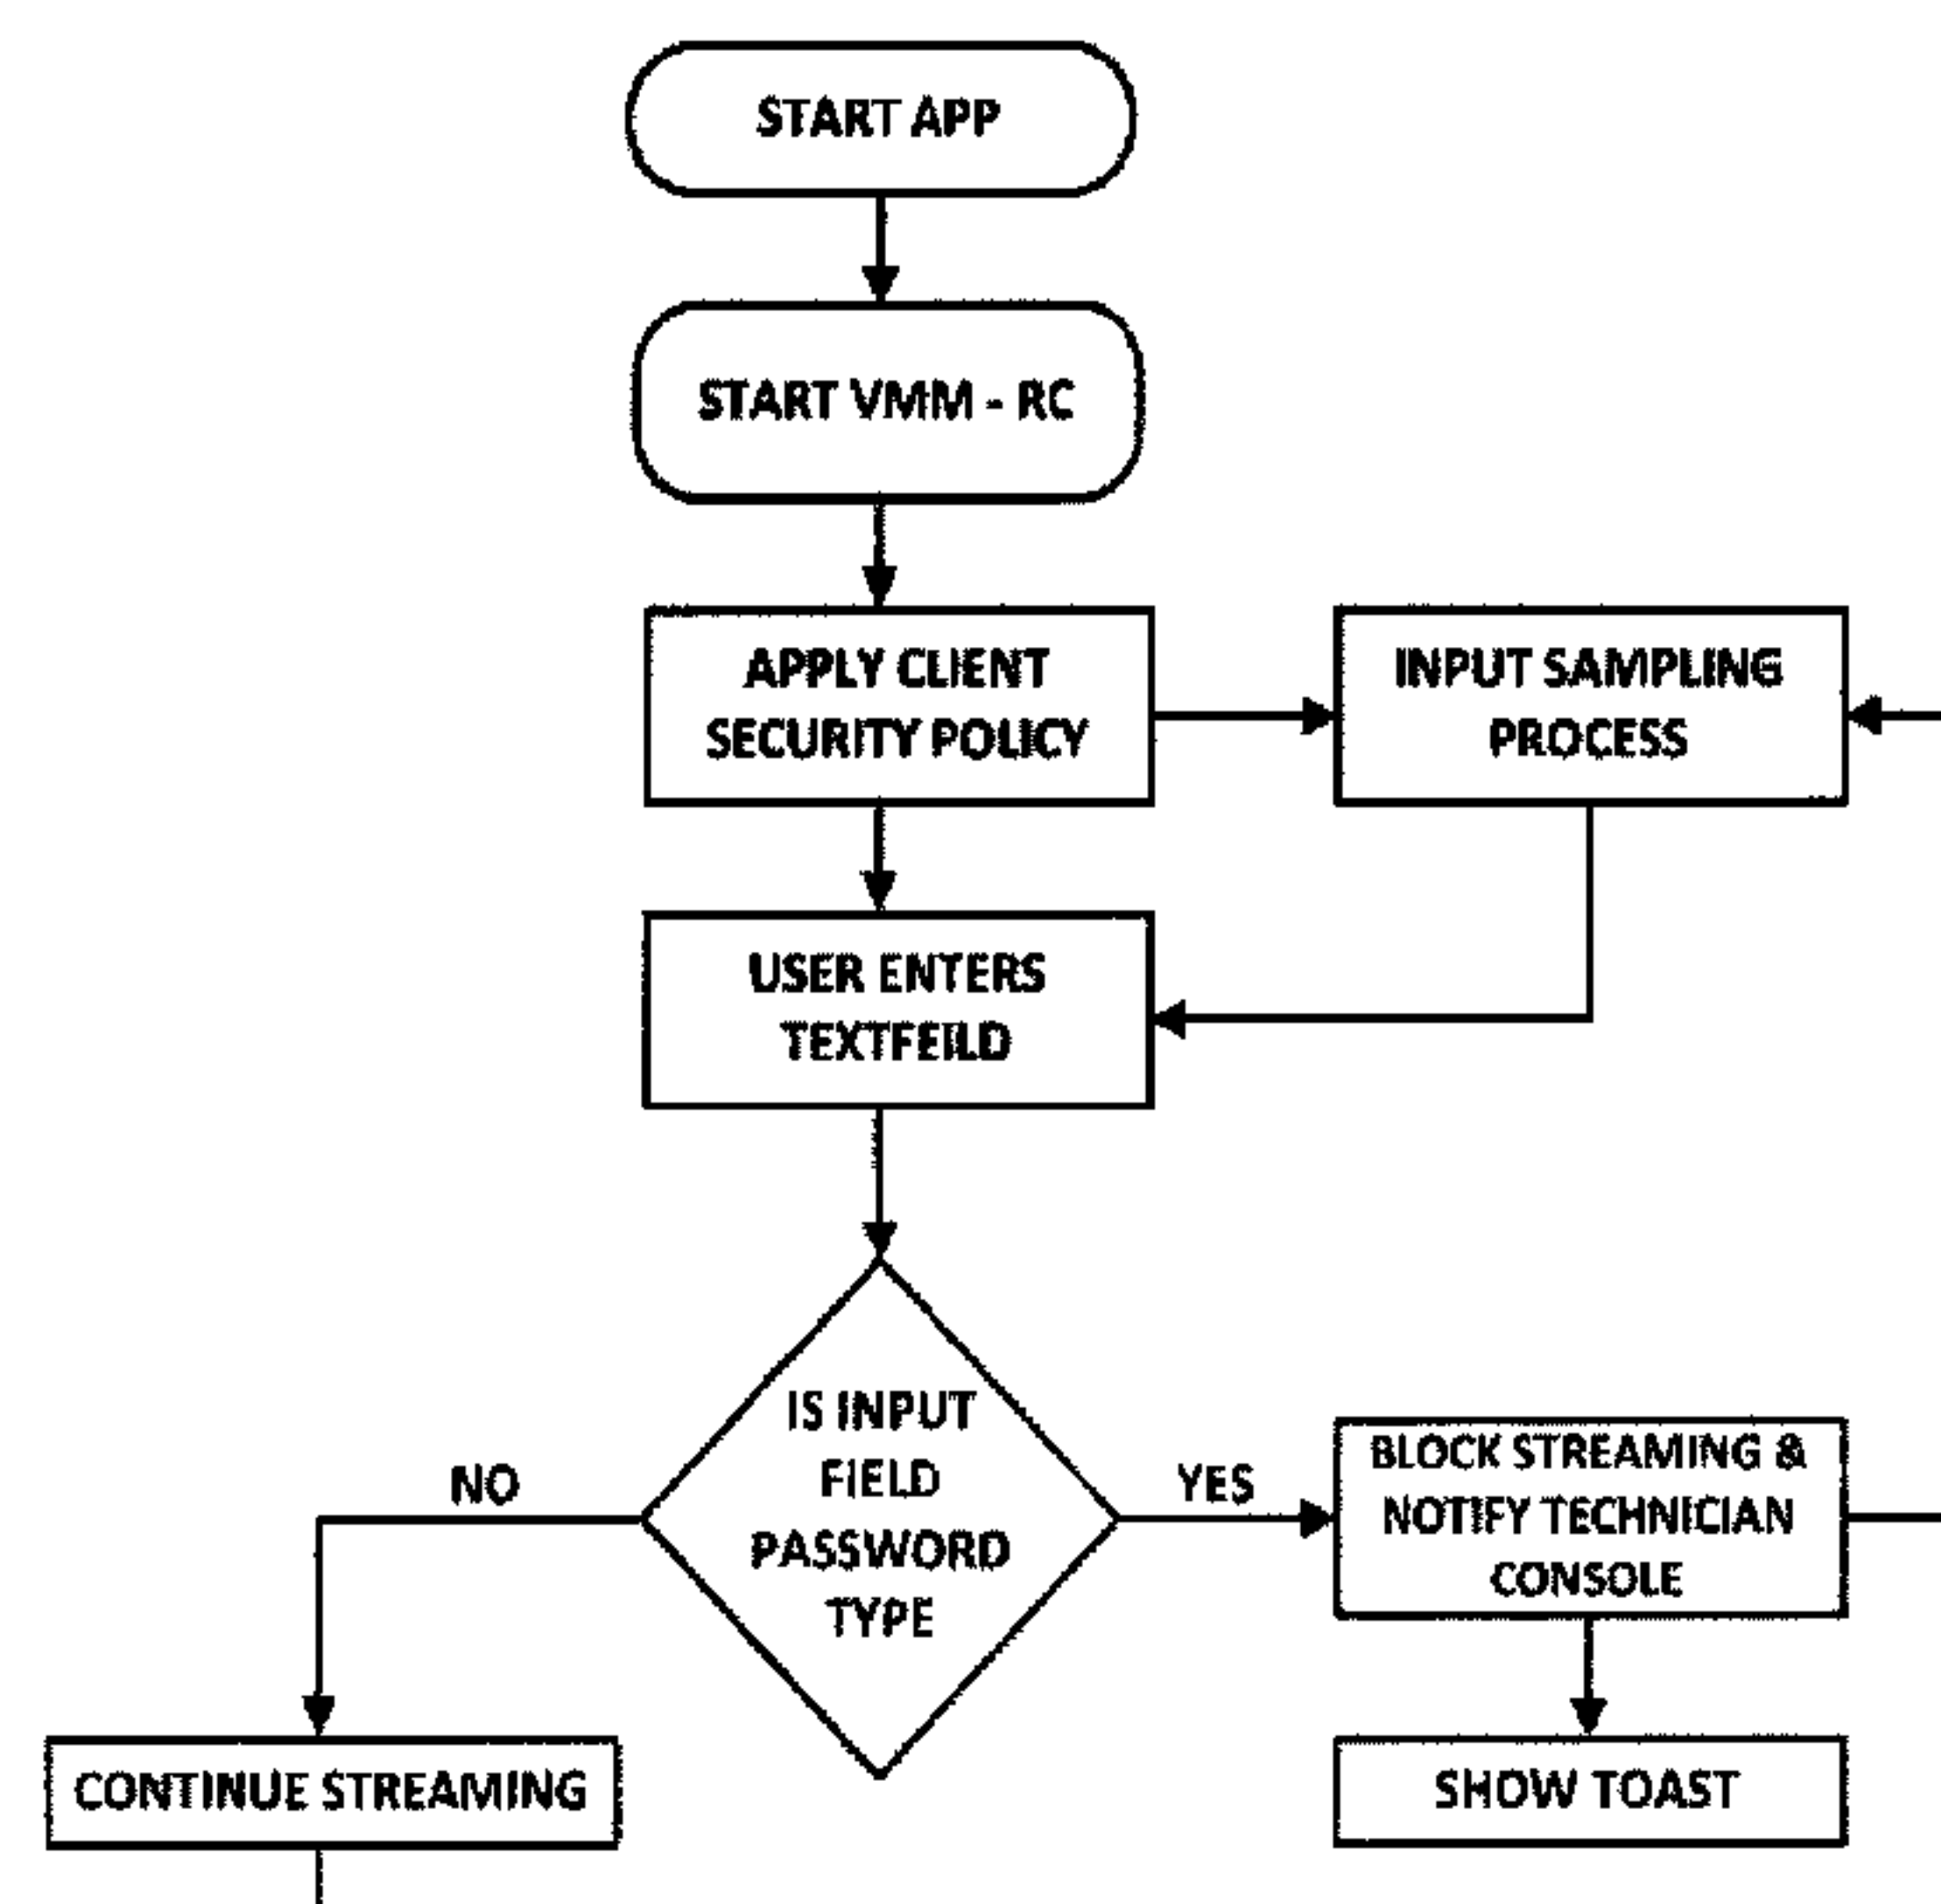 START APP
START VMM - RC
APPLY CLIENT
SECURITY POLICY
INPUT SAMPLING
PROCESS
USER ENTERS
TEXTFEILD
IS INPUT
FIELD
PASSWORD
TYPE
NO
YES
BLOCK STREAMING &
NOTIFY TECHNICIAN
CONSOLE
CONTINUE STREAMING
SHOW TOAST